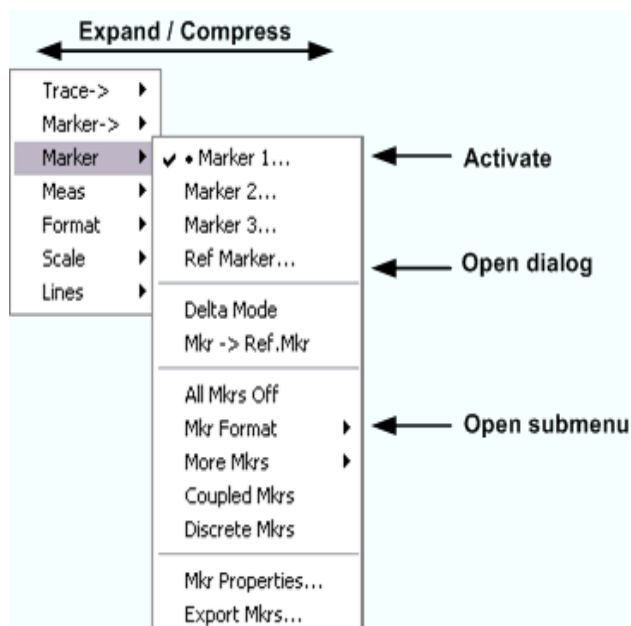 Expand / Compress
Trace->
Marker->
Marker
Meas
Format
Scale
Lines
✓ • Marker 1...
Marker 2...
Marker 3...
Ref Marker...
Delta Mode
Mkr -> Ref.Mkr
All Mkrs Off
Mkr Format
More Mkrs
Coupled Mkrs
Discrete Mkrs
Mkr Properties...
Export Mkrs...
Activate
Open dialog
Open submenu